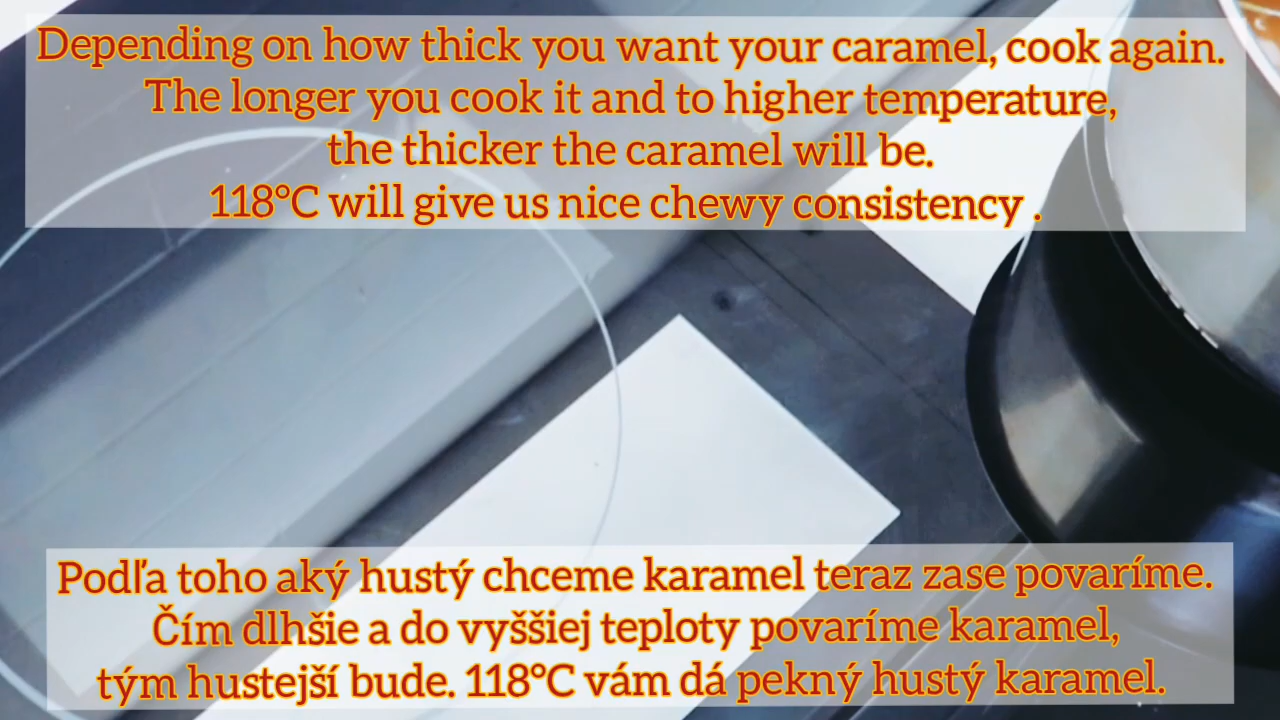 Depending on how thick you want your caramel, cook again.
The longer you cook it and to higher temperature,
the thicker the caramel will be.
118°C will give us nice chewy consistency .
Podľa toho aký hustý chceme karamel teraz zase povaríme.
Čím dlhšie a do vyššiej teploty povaríme karamel,
tým hustejší bude. 118°C vám dá pekný hustý karamel.